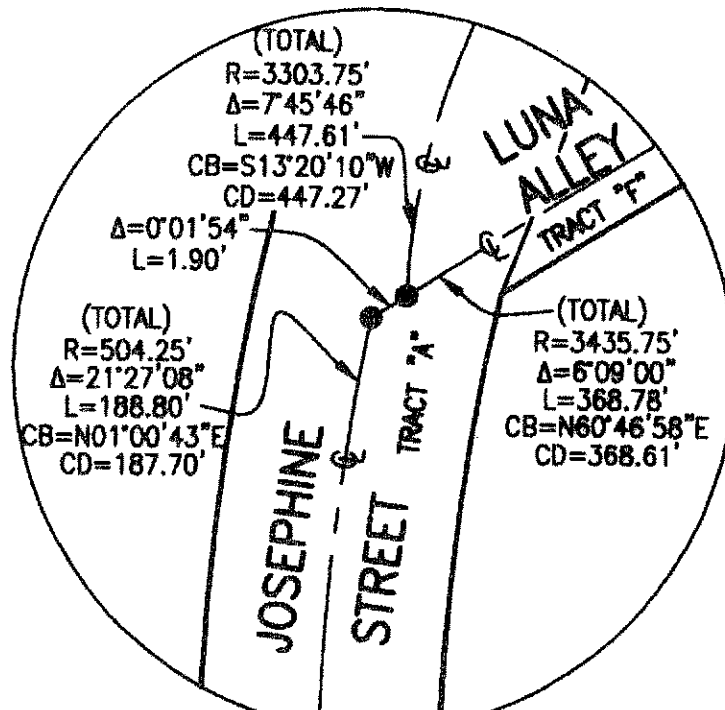 (TOTAL)
R=3303.75'
Δ=7°45'46"
L=447.61'
CB=S13°20'10"W
CD=447.27'
Δ=0°01'54"
L=1.90'
(TOTAL)
R=504.25'
Δ=21°27'08"
L=188.80'
CB=N01°00'43"E
CD=187.70'
℄
LUNA
ALLEY
℄
TRACT "F"
(TOTAL)
R=3435.75'
Δ=6°09'00"
L=368.78'
CB=N60°46'58"E
CD=368.61'
TRACT "A"
℄
JOSEPHINE
STREET